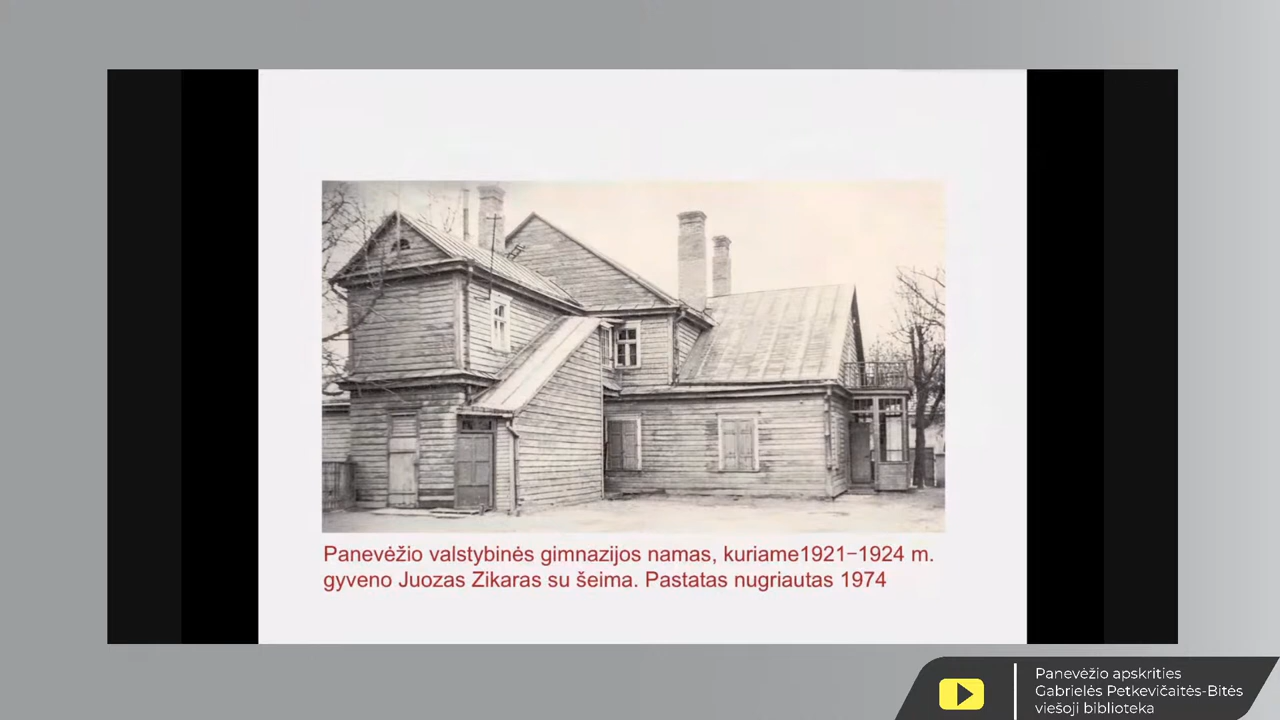 Panevėžio valstybinės gimnazijos namas, kuriame1921−1924 m.
gyveno Juozas Zikaras su šeima. Pastatas nugriautas 1974
Panevėžio apskrities
Gabrielės Petkevičaitės-Bitės
viešoji biblioteka